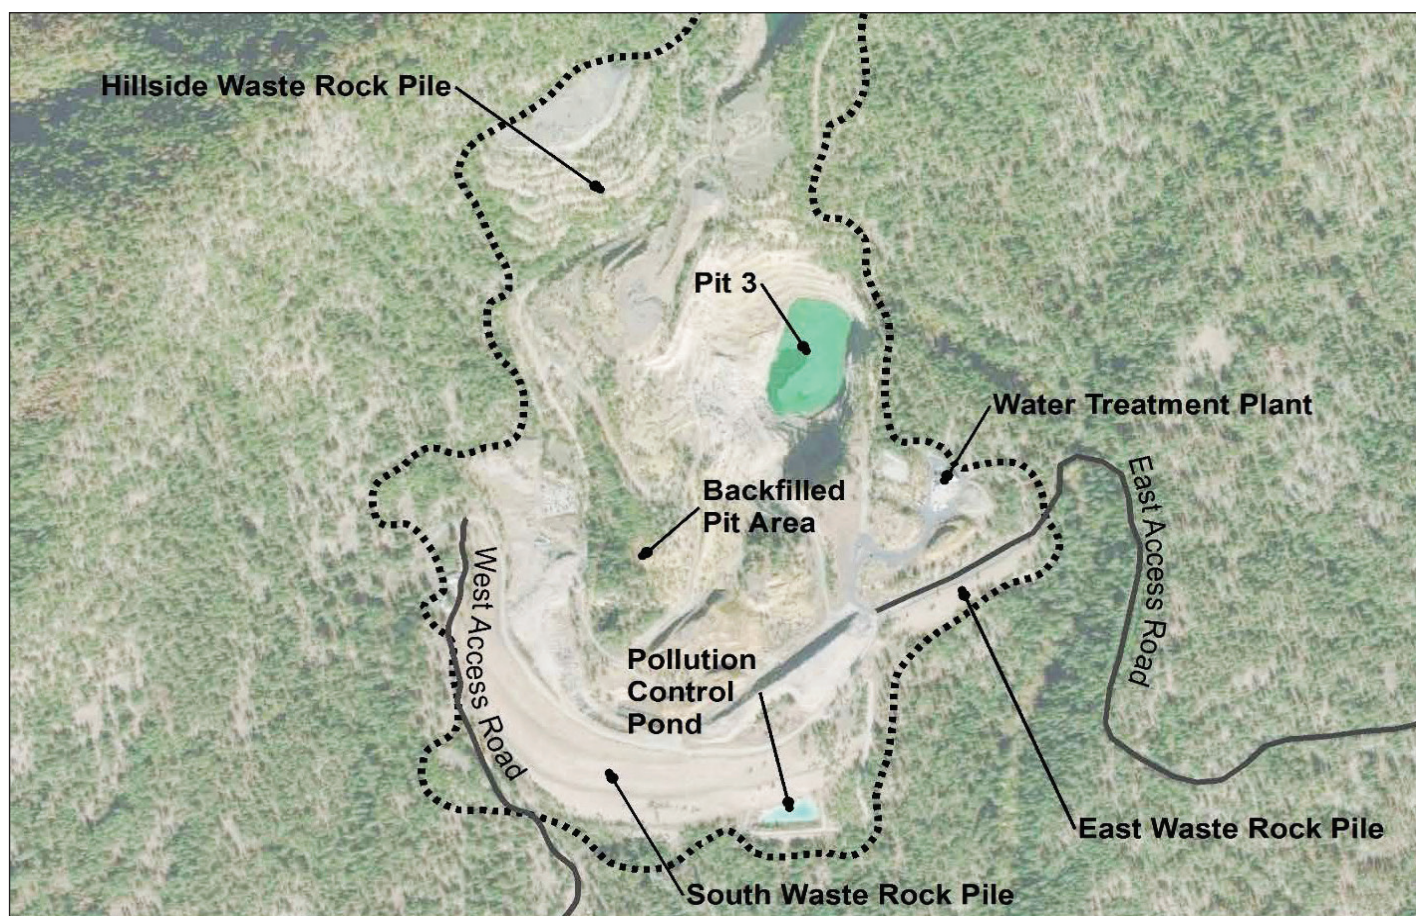 Hillside Waste Rock Pile
Pit 3
Water Treatment Plant
Backfilled
Pit Area
East Access Road
West Access Road
Pollution
Control
Pond
East Waste Rock Pile
South Waste Rock Pile